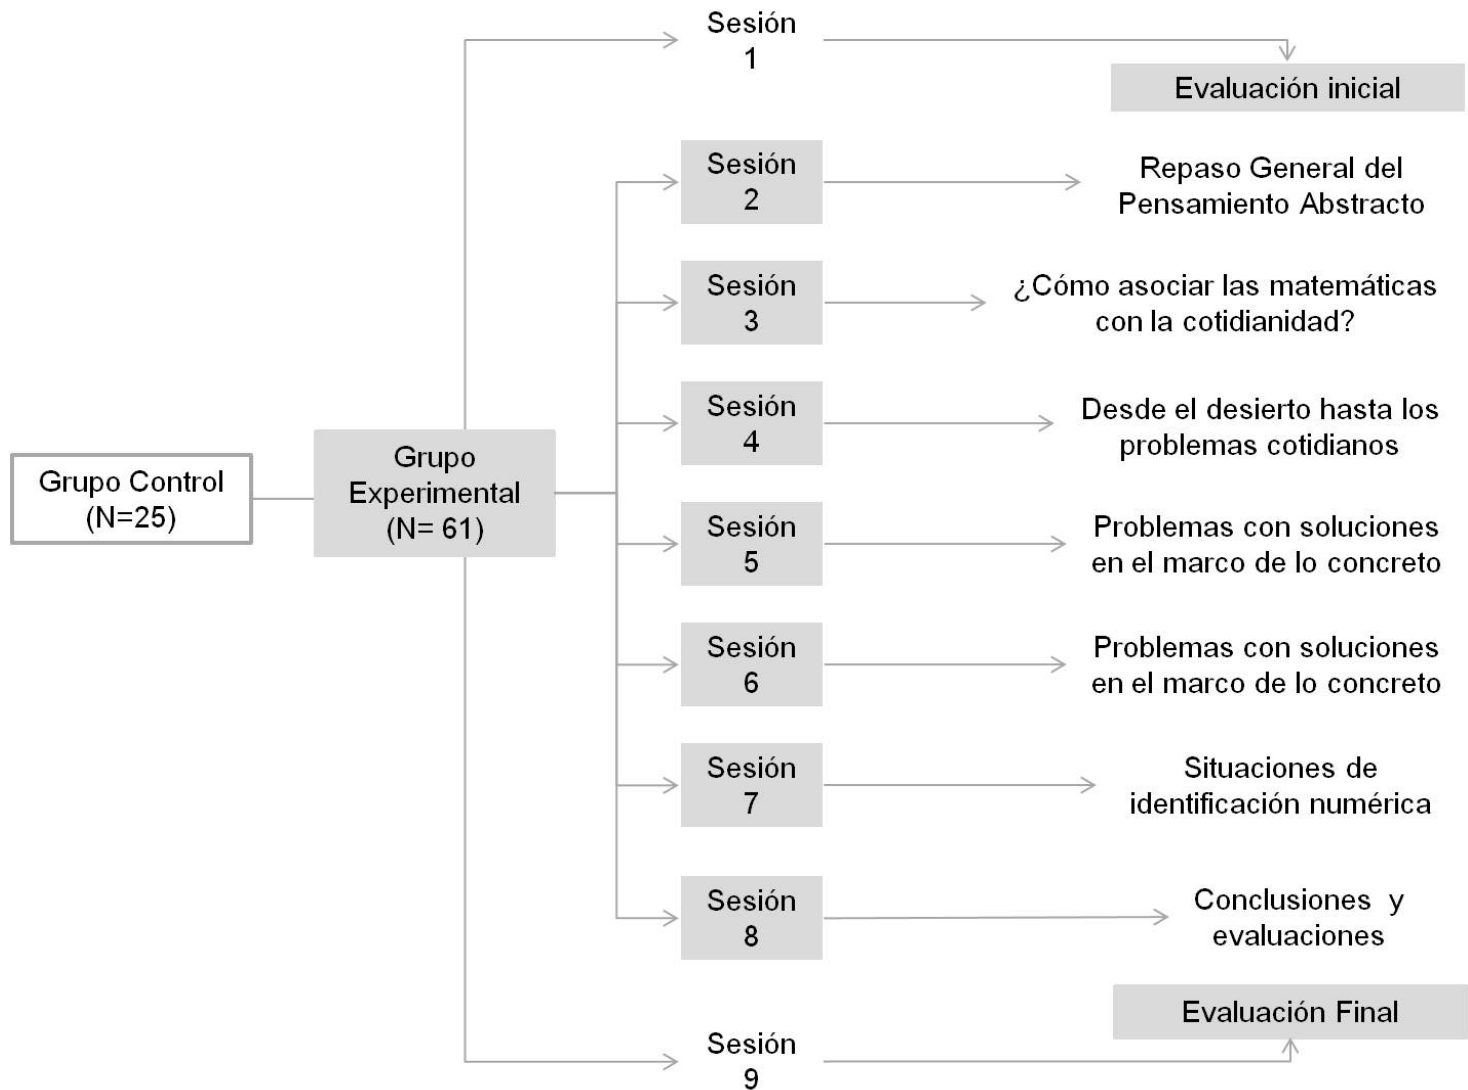 Sesión
1
Evaluación inicial
Sesión
2
Repaso General del
Pensamiento Abstracto
Sesión
3
¿Cómo asociar las matemáticas
con la cotidianidad?
Sesión
4
Desde el desierto hasta los
problemas cotidianos
Grupo Control
(N=25)
Grupo
Experimental
(N= 61)
Sesión
5
Problemas con soluciones
en el marco de lo concreto
Sesión
6
Problemas con soluciones
en el marco de lo concreto
Sesión
7
Situaciones de
identificación numérica
Sesión
8
Conclusiones y
evaluaciones
Sesión
9
Evaluación Final